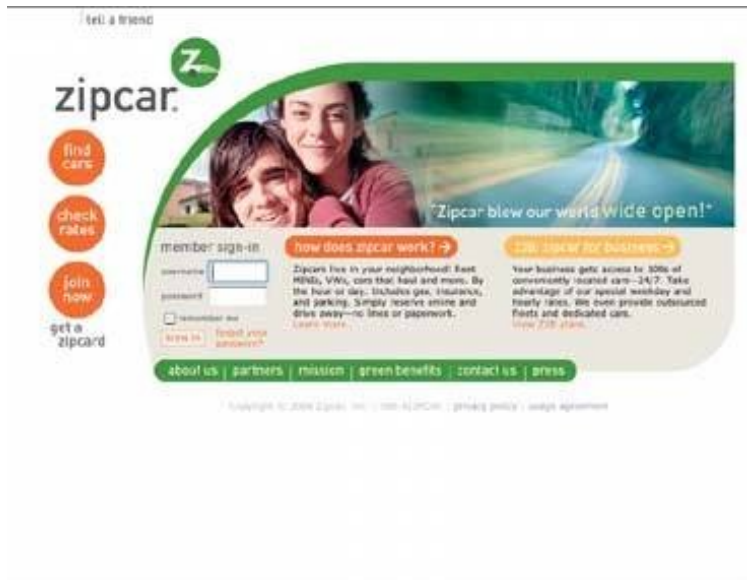 tell a friend
zipcar.
find
cars
check
rates
join
now
get a
zipcard
"Zipcar blew our world wide open!"
member sign-in
username
password
remember me
forgot your
how does zipcar work? →
Zipcars live in your neighborhood! Rent
MINIs, VWs, cars that haul and more. By
the hour or day. Includes gas, insurance,
and parking. Simply reserve online and
drive away—no lines or paperwork.
Learn more.
zipcar for business →
Your business gets access to 100s of
conveniently located cars—24/7. Take
advantage of our special weekday and
hourly rates. We even provide outsourced
fleets and dedicated cars.
View Z2B plans.
about us | partners | mission | green benefits | contact us | press
privacy policy | usage agreement